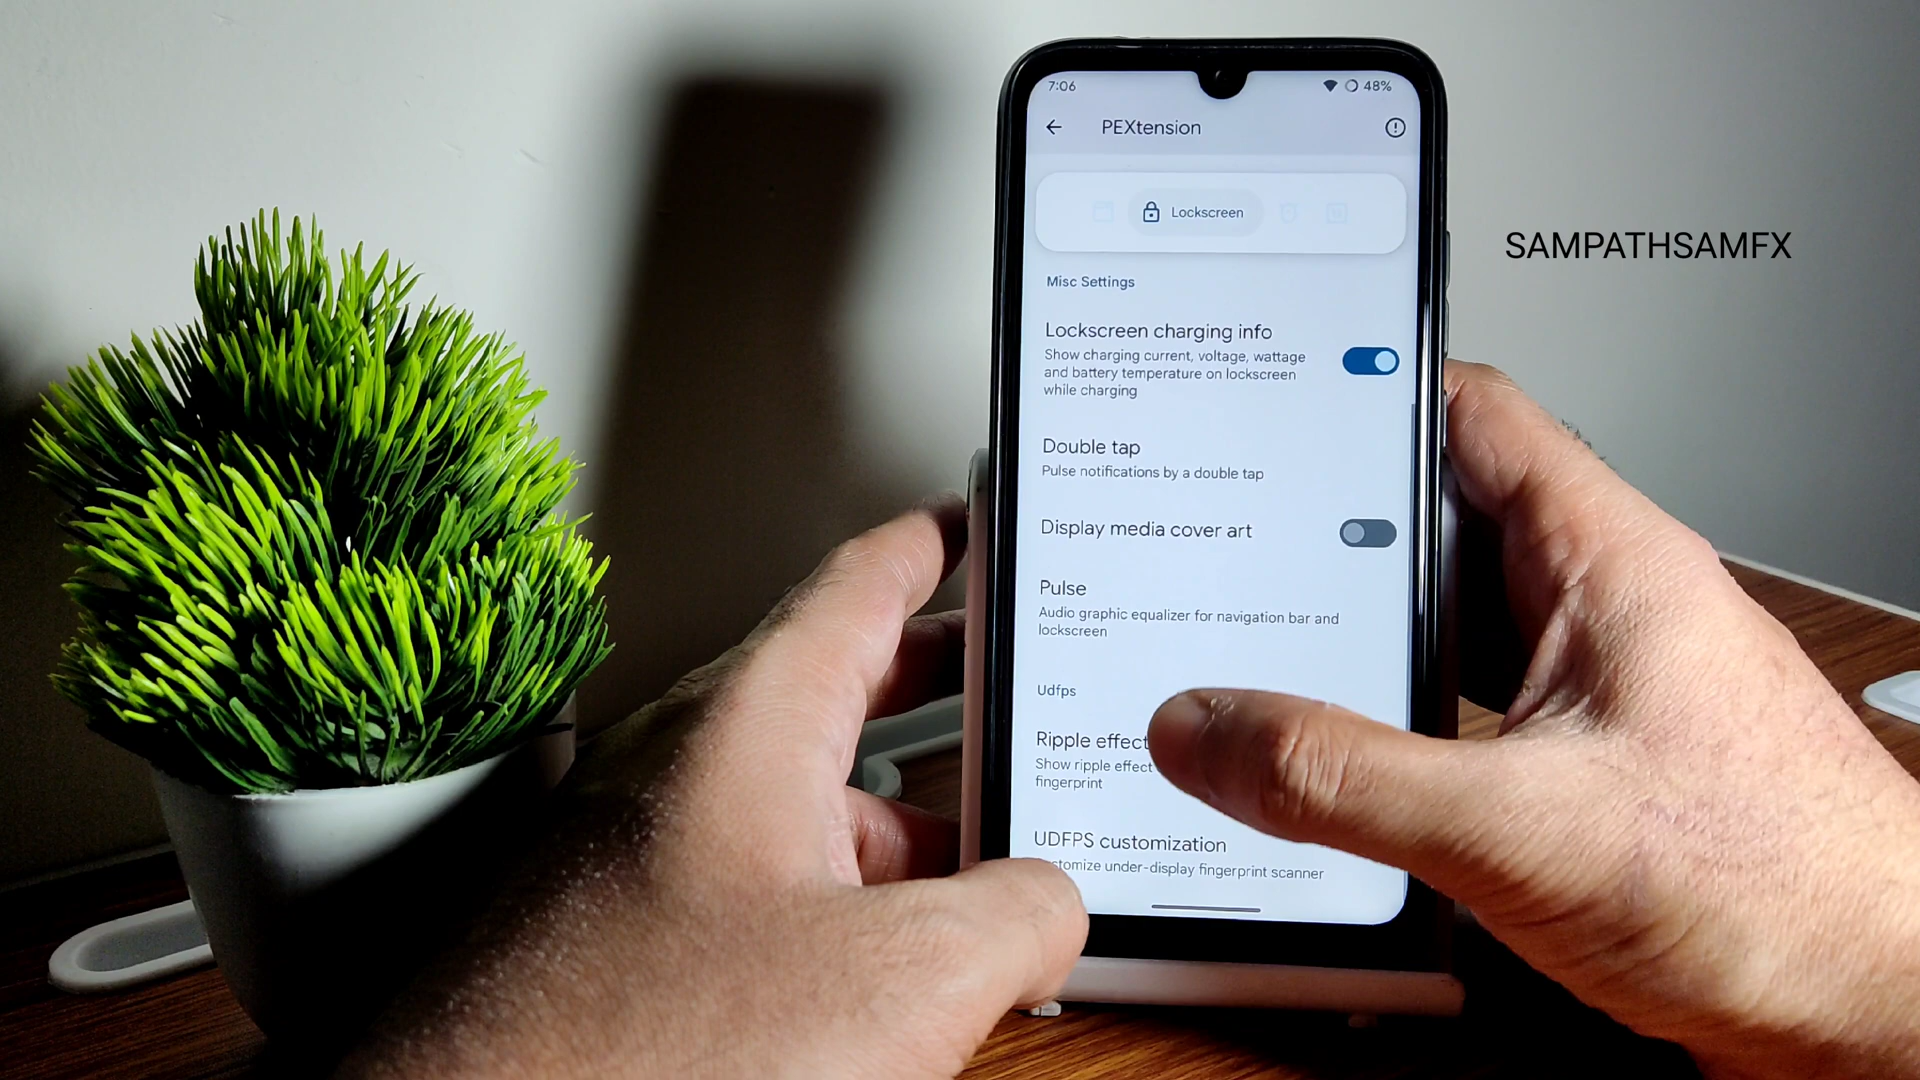 7:06
48%
PEXtension
Lockscreen
SAMPATHSAMFX
Misc Settings
Lockscreen charging info
Show charging current, voltage, wattage
and battery temperature on lockscreen
while charging
Double tap
Pulse notifications by a double tap
Display media cover art
Pulse
Audio graphic equalizer for navigation bar and
lockscreen
Udfps
Ripple effect
Show ripple effect
fingerprint
UDFPS customization
under-display fingerprint scanner